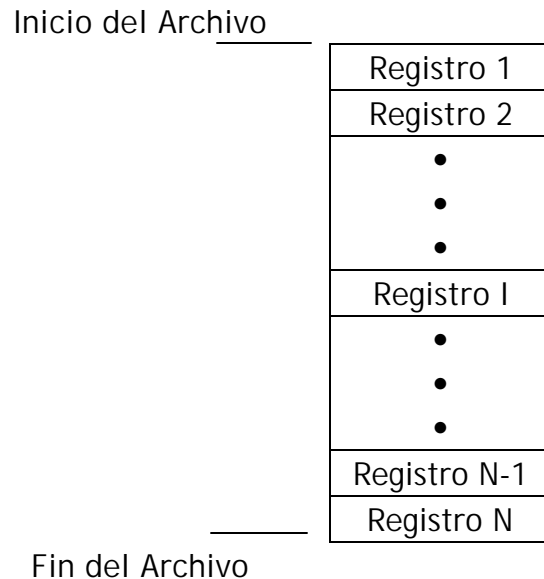 Inicio del Archivo
Registro 1
Registro 2
•
•
•
Registro I
•
•
•
Registro N-1
Registro N
Fin del Archivo